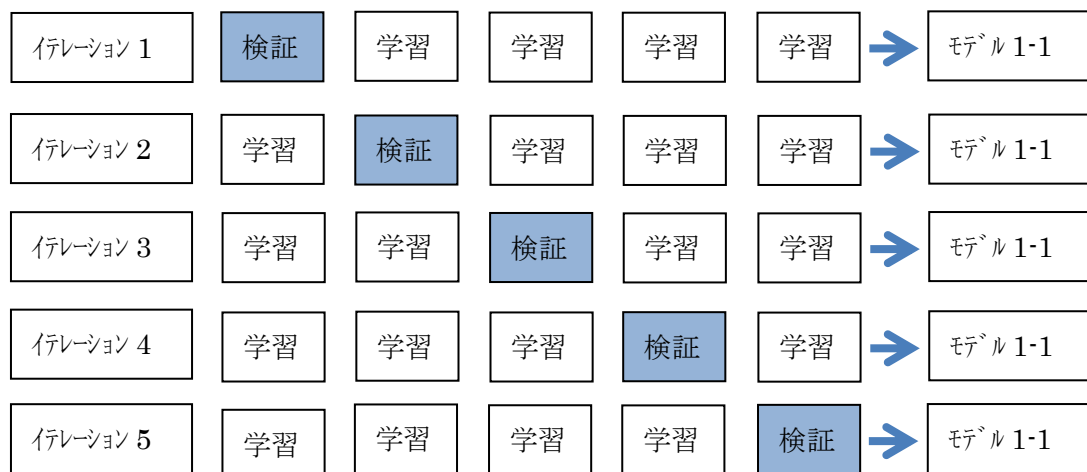 ｲﾃﾚｰｼｮﾝ 1 検証 学習 学習 学習 学習 ﾓﾃﾞﾙ 1-1
ｲﾃﾚｰｼｮﾝ 2 学習 検証 学習 学習 学習 ﾓﾃﾞﾙ 1-1
ｲﾃﾚｰｼｮﾝ 3 学習 学習 検証 学習 学習 ﾓﾃﾞﾙ 1-1
ｲﾃﾚｰｼｮﾝ 4 学習 学習 学習 検証 学習 ﾓﾃﾞﾙ 1-1
ｲﾃﾚｰｼｮﾝ 5 学習 学習 学習 学習 検証 ﾓﾃﾞﾙ 1-1